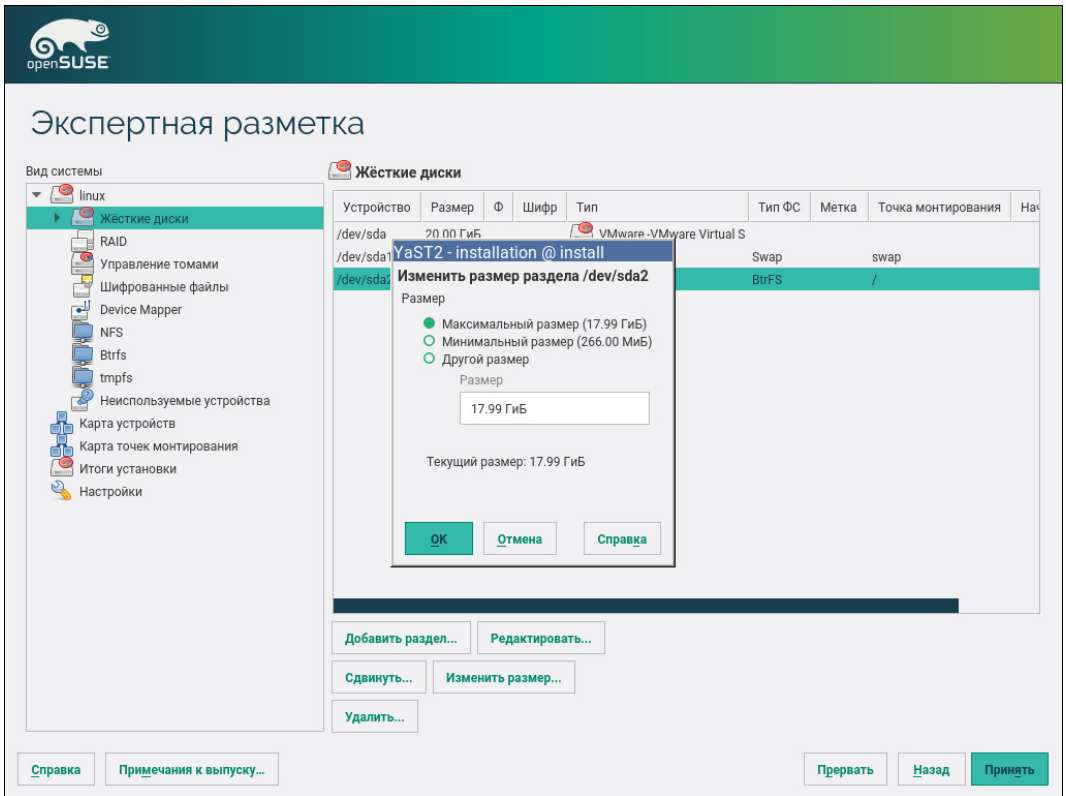 openSUSE
Экспертная разметка
Вид системы
linux
Жёсткие диски
RAID
Управление томами
Шифрованные файлы
Device Mapper
NFS
Btrfs
tmpfs
Неиспользуемые устройства
Карта устройств
Карта точек монтирования
Итоги установки
Настройки
Жёсткие диски
Устройство Размер Ф Шифр Тип Тип ФС Метка Точка монтирования Нач
/dev/sda 20.00 ГиБ VMware-VMware Virtual S
/dev/sda1 Swap swap
/dev/sda2 BtrFS /
YaST2 - installation @ install
Изменить размер раздела /dev/sda2
Размер
Максимальный размер (17.99 ГиБ)
Минимальный размер (266.00 МиБ)
Другой размер
Размер
17.99 ГиБ
Текущий размер: 17.99 ГиБ
OK Отмена Справка
Добавить раздел... Редактировать...
Сдвинуть... Изменить размер...
Удалить...
Справка Примечания к выпуску... Прервать Назад Принять